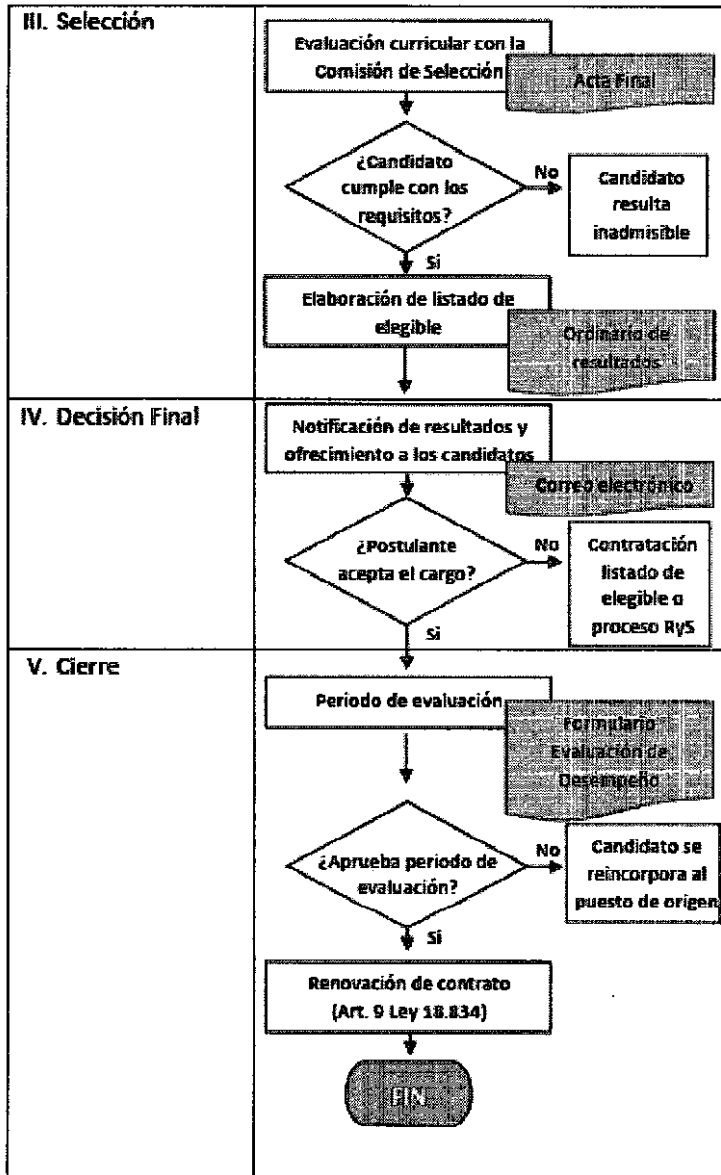 III. Selección
Evaluación curricular con la
Comisión de Selección
Acta Final
¿Candidato
cumple con los
requisitos?
No
Candidato
resulta
inadmisible
Si
Elaboración de listado de
elegible
Ordinario de
resultados
IV. Decisión Final
Notificación de resultados y
ofrecimiento a los candidatos
Correo electrónico
¿Postulante
acepta el cargo?
No
Contratación
listado de
elegible o
proceso RyS
Si
V. Cierre
Periodo de evaluación
Formulario
Evaluación de
Desempeño
¿Aprueba periodo de
evaluación?
No
Candidato se
reincorpora al
puesto de origen
Si
Renovación de contrato
(Art. 9 Ley 18.834)
FIN